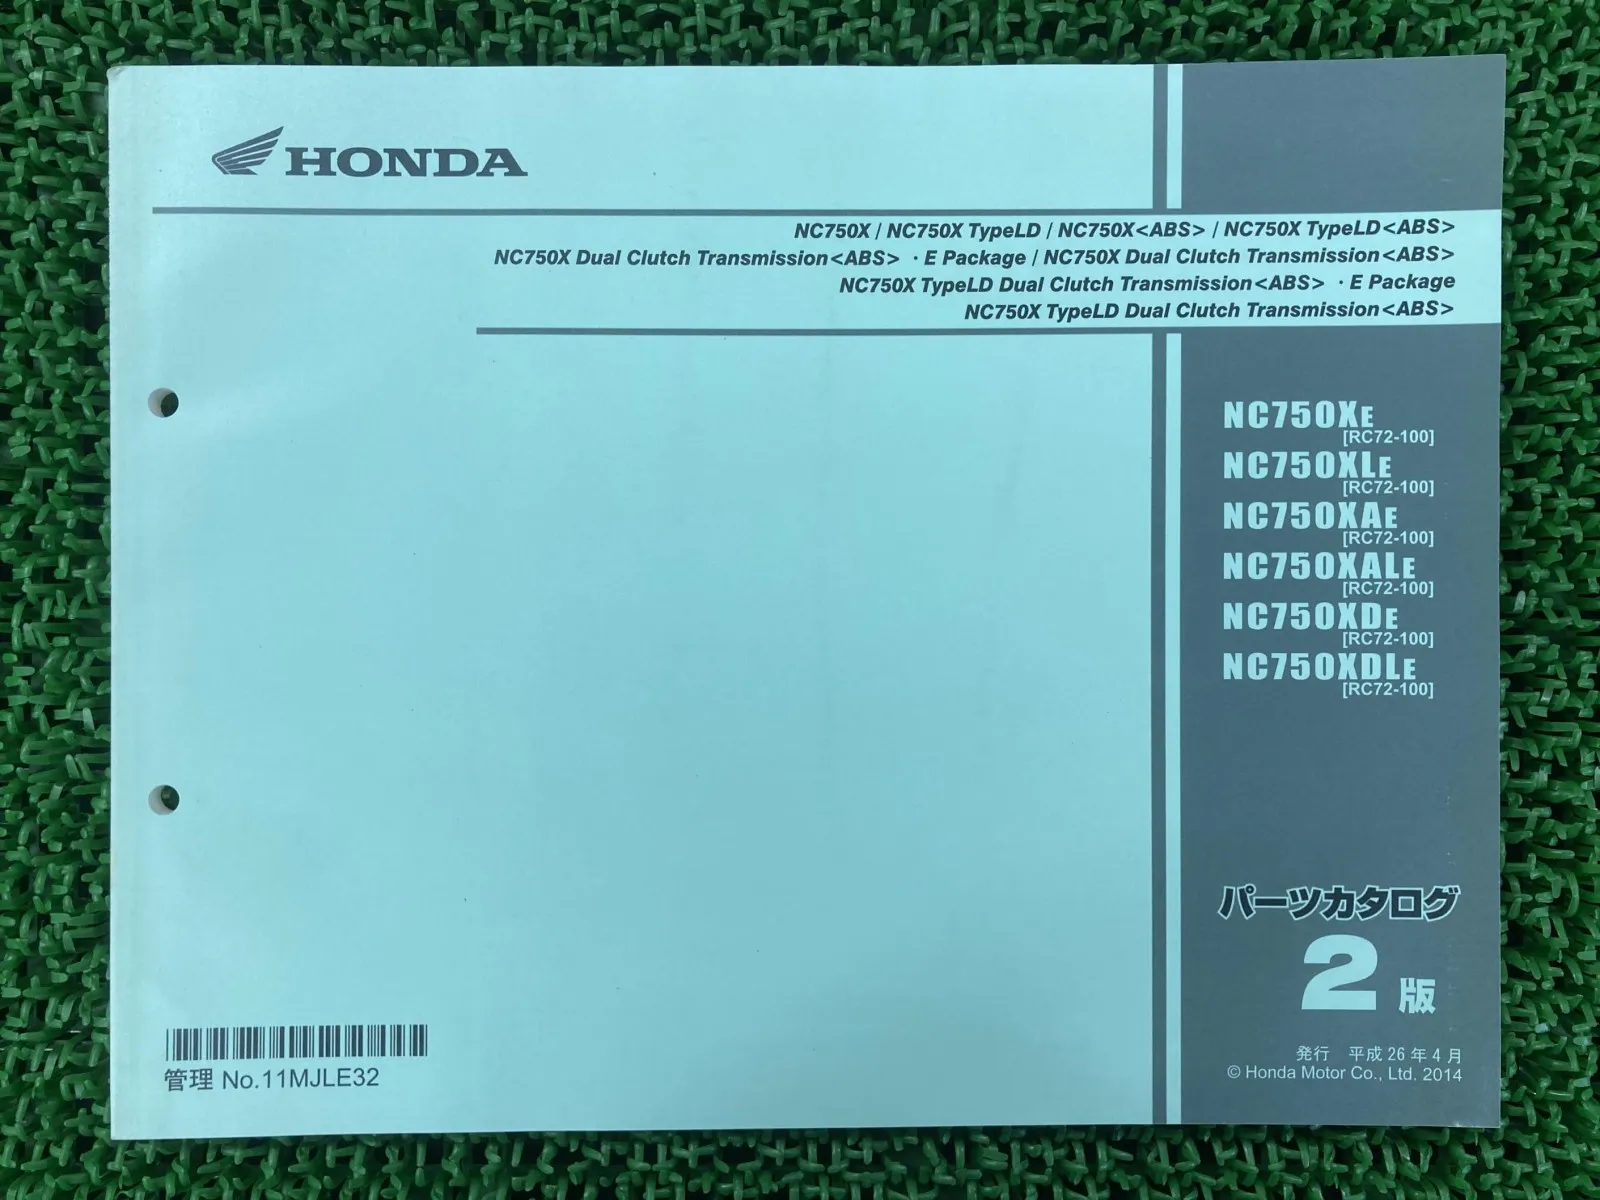 HONDA
NC750X / NC750X TypeLD / NC750X<ABS> / NC750X TypeLD<ABS>
NC750X Dual Clutch Transmission<ABS> ・E Package / NC750X Dual Clutch Transmission<ABS>
NC750X TypeLD Dual Clutch Transmission<ABS> ・E Package
NC750X TypeLD Dual Clutch Transmission<ABS>
NC750XE
[RC72-100]
NC750XLE
[RC72-100]
NC750XAE
[RC72-100]
NC750XALE
[RC72-100]
NC750XDE
[RC72-100]
NC750XDLE
[RC72-100]
パーツカタログ
2版
発行 平成26年4月
© Honda Motor Co., Ltd. 2014
管理 No.11MJLE32